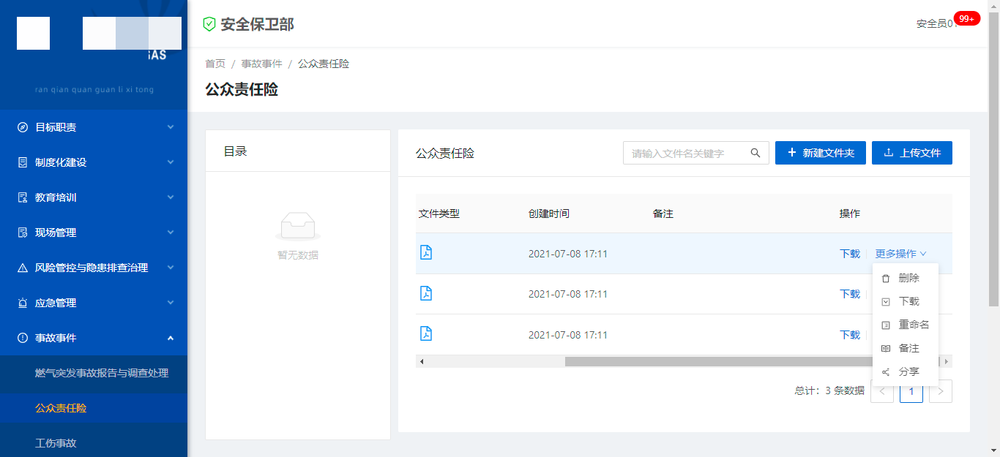 GAS
ran qian quan guan li xi tong
目标职责
制度化建设
教育培训
现场管理
风险管控与隐患排查治理
应急管理
事故事件
燃气突发事故报告与调查处理
公众责任险
工伤事故
安全保卫部
安全员0
99+
首页 / 事故事件 / 公众责任险
公众责任险
目录
暂无数据
公众责任险
请输入文件名关键字
新建文件夹
上传文件
文件类型 创建时间 备注 操作
2021-07-08 17:11 下载 更多操作
2021-07-08 17:11 下载
2021-07-08 17:11 下载
删除
下载
重命名
备注
分享
总计：3 条数据 < 1 >